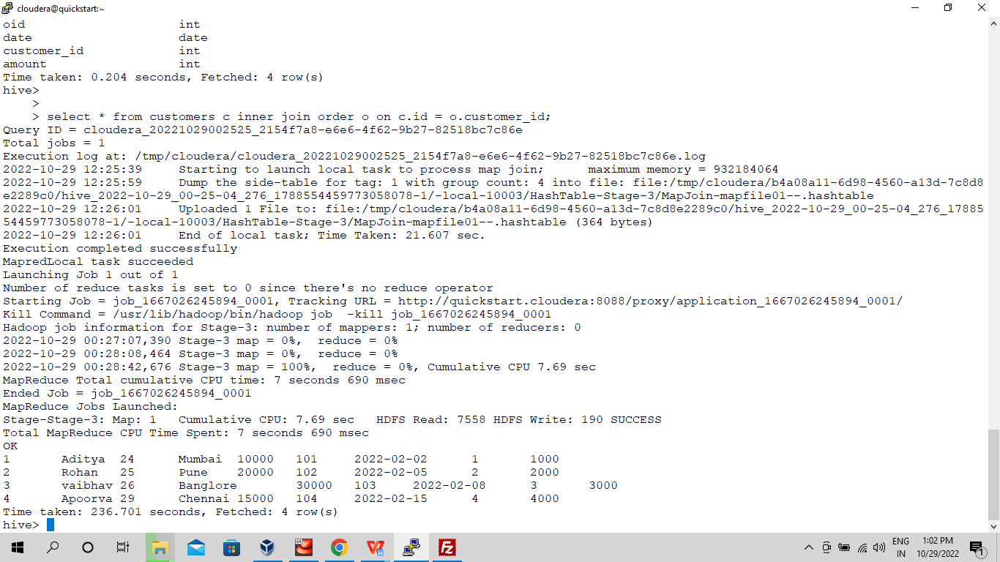 cloudera@quickstart:~
oid                     int
date                    date
customer_id             int
amount                  int
Time taken: 0.204 seconds, Fetched: 4 row(s)
hive>
    >
    > select * from customers c inner join order o on c.id = o.customer_id;
Query ID = cloudera_20221029002525_2154f7a8-e6e6-4f62-9b27-82518bc7c86e
Total jobs = 1
Execution log at: /tmp/cloudera/cloudera_20221029002525_2154f7a8-e6e6-4f62-9b27-82518bc7c86e.log
2022-10-29 12:25:39     Starting to launch local task to process map join;      maximum memory = 932184064
2022-10-29 12:25:59     Dump the side-table for tag: 1 with group count: 4 into file: file:/tmp/cloudera/b4a08a11-6d98-4560-a13d-7c8d8
e2289c0/hive_2022-10-29_00-25-04_276_1788554459773058078-1/-local-10003/HashTable-Stage-3/MapJoin-mapfile01--.hashtable
2022-10-29 12:26:01     Uploaded 1 File to: file:/tmp/cloudera/b4a08a11-6d98-4560-a13d-7c8d8e2289c0/hive_2022-10-29_00-25-04_276_17885
54459773058078-1/-local-10003/HashTable-Stage-3/MapJoin-mapfile01--.hashtable (364 bytes)
2022-10-29 12:26:01     End of local task; Time Taken: 21.607 sec.
Execution completed successfully
MapredLocal task succeeded
Launching Job 1 out of 1
Number of reduce tasks is set to 0 since there's no reduce operator
Starting Job = job_1667026245894_0001, Tracking URL = http://quickstart.cloudera:8088/proxy/application_1667026245894_0001/
Kill Command = /usr/lib/hadoop/bin/hadoop job  -kill job_1667026245894_0001
Hadoop job information for Stage-3: number of mappers: 1; number of reducers: 0
2022-10-29 00:27:07,390 Stage-3 map = 0%,  reduce = 0%
2022-10-29 00:28:08,464 Stage-3 map = 0%,  reduce = 0%
2022-10-29 00:28:42,676 Stage-3 map = 100%,  reduce = 0%, Cumulative CPU 7.69 sec
MapReduce Total cumulative CPU time: 7 seconds 690 msec
Ended Job = job_1667026245894_0001
MapReduce Jobs Launched:
Stage-Stage-3: Map: 1   Cumulative CPU: 7.69 sec   HDFS Read: 7558 HDFS Write: 190 SUCCESS
Total MapReduce CPU Time Spent: 7 seconds 690 msec
OK
1       Aditya  24      Mumbai  10000   101     2022-02-02      1       1000
2       Rohan   25      Pune    20000   102     2022-02-05      2       2000
3       vaibhav 26      Banglore        30000   103     2022-02-08      3       3000
4       Apoorva 29      Chennai 15000   104     2022-02-15      4       4000
Time taken: 236.701 seconds, Fetched: 4 row(s)
hive>
64
ENG
IN
1:02 PM
10/29/2022
1